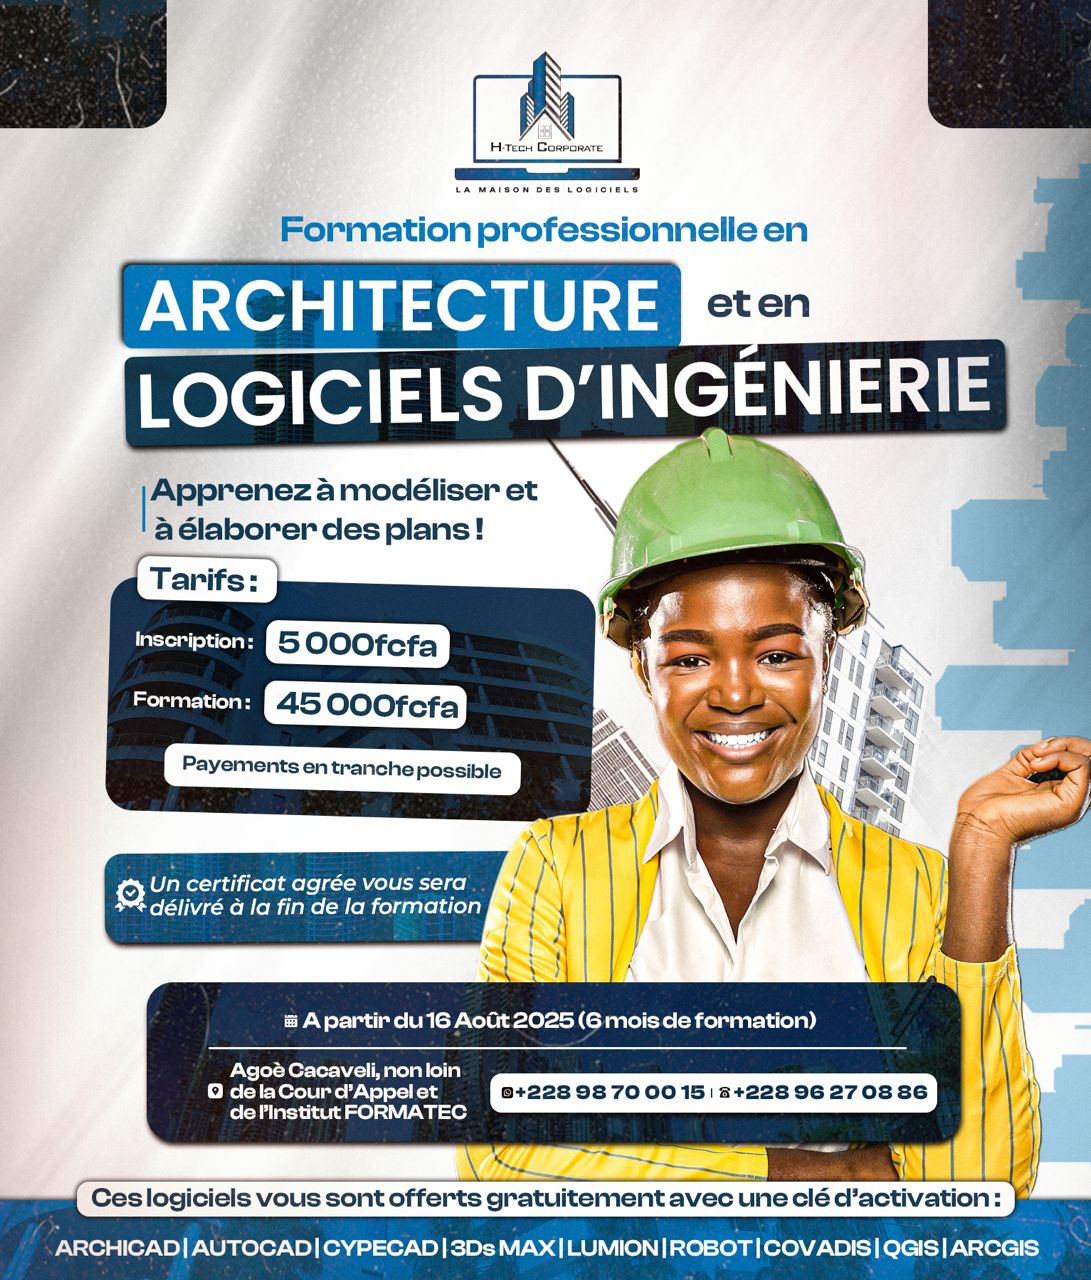 H-TECH CORPORATE
LA MAISON DES LOGICIELS
Formation professionnelle en
ARCHITECTURE et en
LOGICIELS D'INGÉNIERIE
Apprenez à modéliser et
à élaborer des plans !
Tarifs :
Inscription : 5 000fcfa
Formation : 45 000fcfa
Payements en tranche possible
Un certificat agrée vous sera
délivré à la fin de la formation
A partir du 16 Août 2025 (6 mois de formation)
Agoè Cacaveli, non loin
de la Cour d'Appel et
de l'Institut FORMATEC
+228 98 70 00 15 | +228 96 27 08 86
Ces logiciels vous sont offerts gratuitement avec une clé d'activation :
ARCHICAD | AUTOCAD | CYPECAD | 3Ds MAX | LUMION | ROBOT | COVADIS | QGIS | ARCGIS